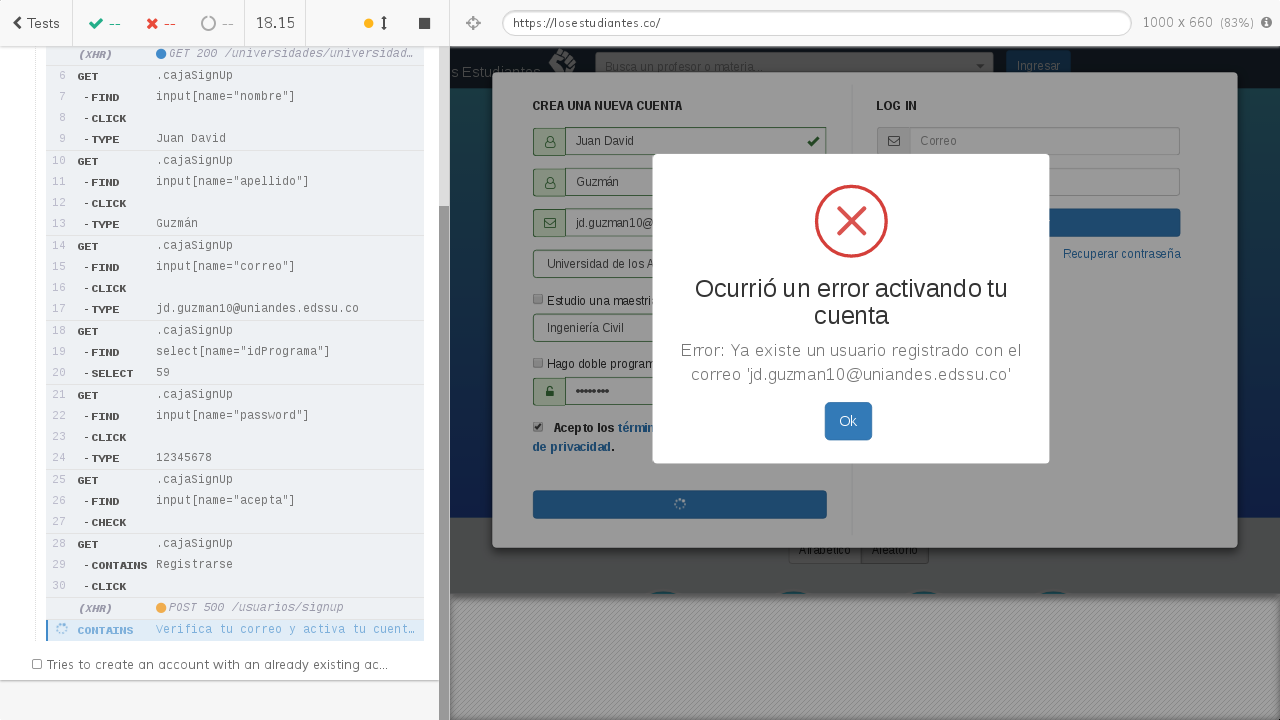 Tests
--
--
--
18.15
https://losestudiantes.co/
1000 x 660 (83%)
(XHR) GET 200 /universidades/universidad…
6 GET .cajaSignUp
7 -FIND input[name="nombre"]
8 -CLICK
9 -TYPE Juan David
10 GET .cajaSignUp
11 -FIND input[name="apellido"]
12 -CLICK
13 -TYPE Guzmán
14 GET .cajaSignUp
15 -FIND input[name="correo"]
16 -CLICK
17 -TYPE jd.guzman10@uniandes.edssu.co
18 GET .cajaSignUp
19 -FIND select[name="idPrograma"]
20 -SELECT 59
21 GET .cajaSignUp
22 -FIND input[name="password"]
23 -CLICK
24 -TYPE 12345678
25 GET .cajaSignUp
26 -FIND input[name="acepta"]
27 -CHECK
28 GET .cajaSignUp
29 -CONTAINS registrarse
30 -CLICK
(XHR) POST 500 /usuarios/signup
CONTAINS Verifica tu correo y activa tu cuent…
Tries to create an account with an already existing ac...
s Estudiantes
Busca un profesor o materia...
Ingresar
CREA UNA NUEVA CUENTA
Juan David
Guzmán
jd.guzman10@
Universidad de los A
Estudio una maestrí
Ingeniería Civil
Hago doble program
••••••••
Acepto los términ
de privacidad.
LOG IN
Correo
Recuperar contraseña
Ocurrió un error activando tu
cuenta
Error: Ya existe un usuario registrado con el
correo 'jd.guzman10@uniandes.edssu.co'
Ok
Alfabético
Aleatorio